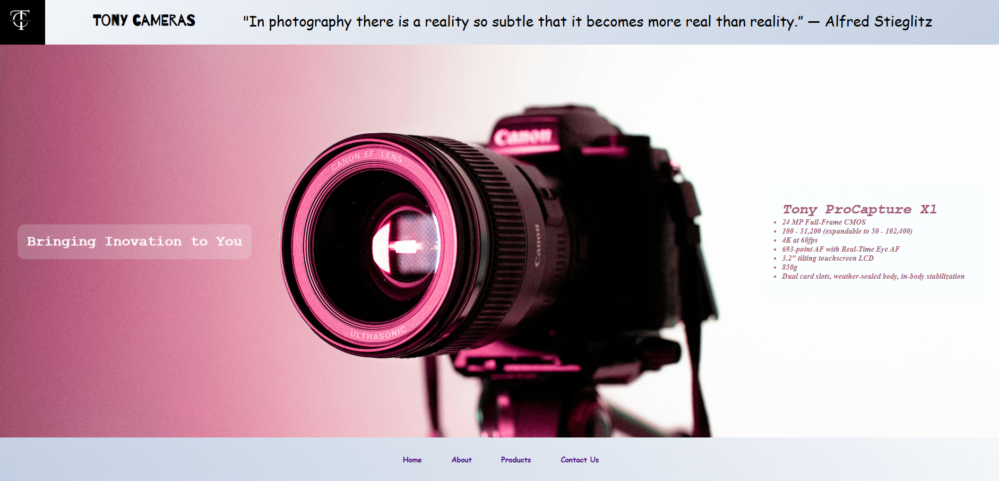 TC
TONY CAMERAS
"In photography there is a reality so subtle that it becomes more real than reality.” — Alfred Stieglitz
Canon
CANON EF LENS
Canon
ULTRASONIC
Bringing Inovation to You
Tony ProCapture X1
• 24 MP Full-Frame CMOS
• 100 - 51,200 (expandable to 50 - 102,400)
• 4K at 60fps
• 693-point AF with Real-Time Eye AF
• 3.2" tilting touchscreen LCD
• 850g
• Dual card slots, weather-sealed body, in-body stabilization
Home About Products Contact Us